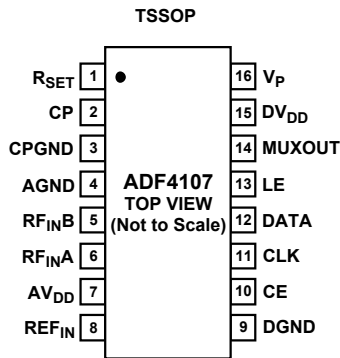 TSSOP
RSET 1 16 VP
CP 2 15 DVDD
CPGND 3 14 MUXOUT
AGND 4 13 LE
ADF4107
TOP VIEW
(Not to Scale)
RFINB 5 12 DATA
RFINA 6 11 CLK
AVDD 7 10 CE
REFIN 8 9 DGND